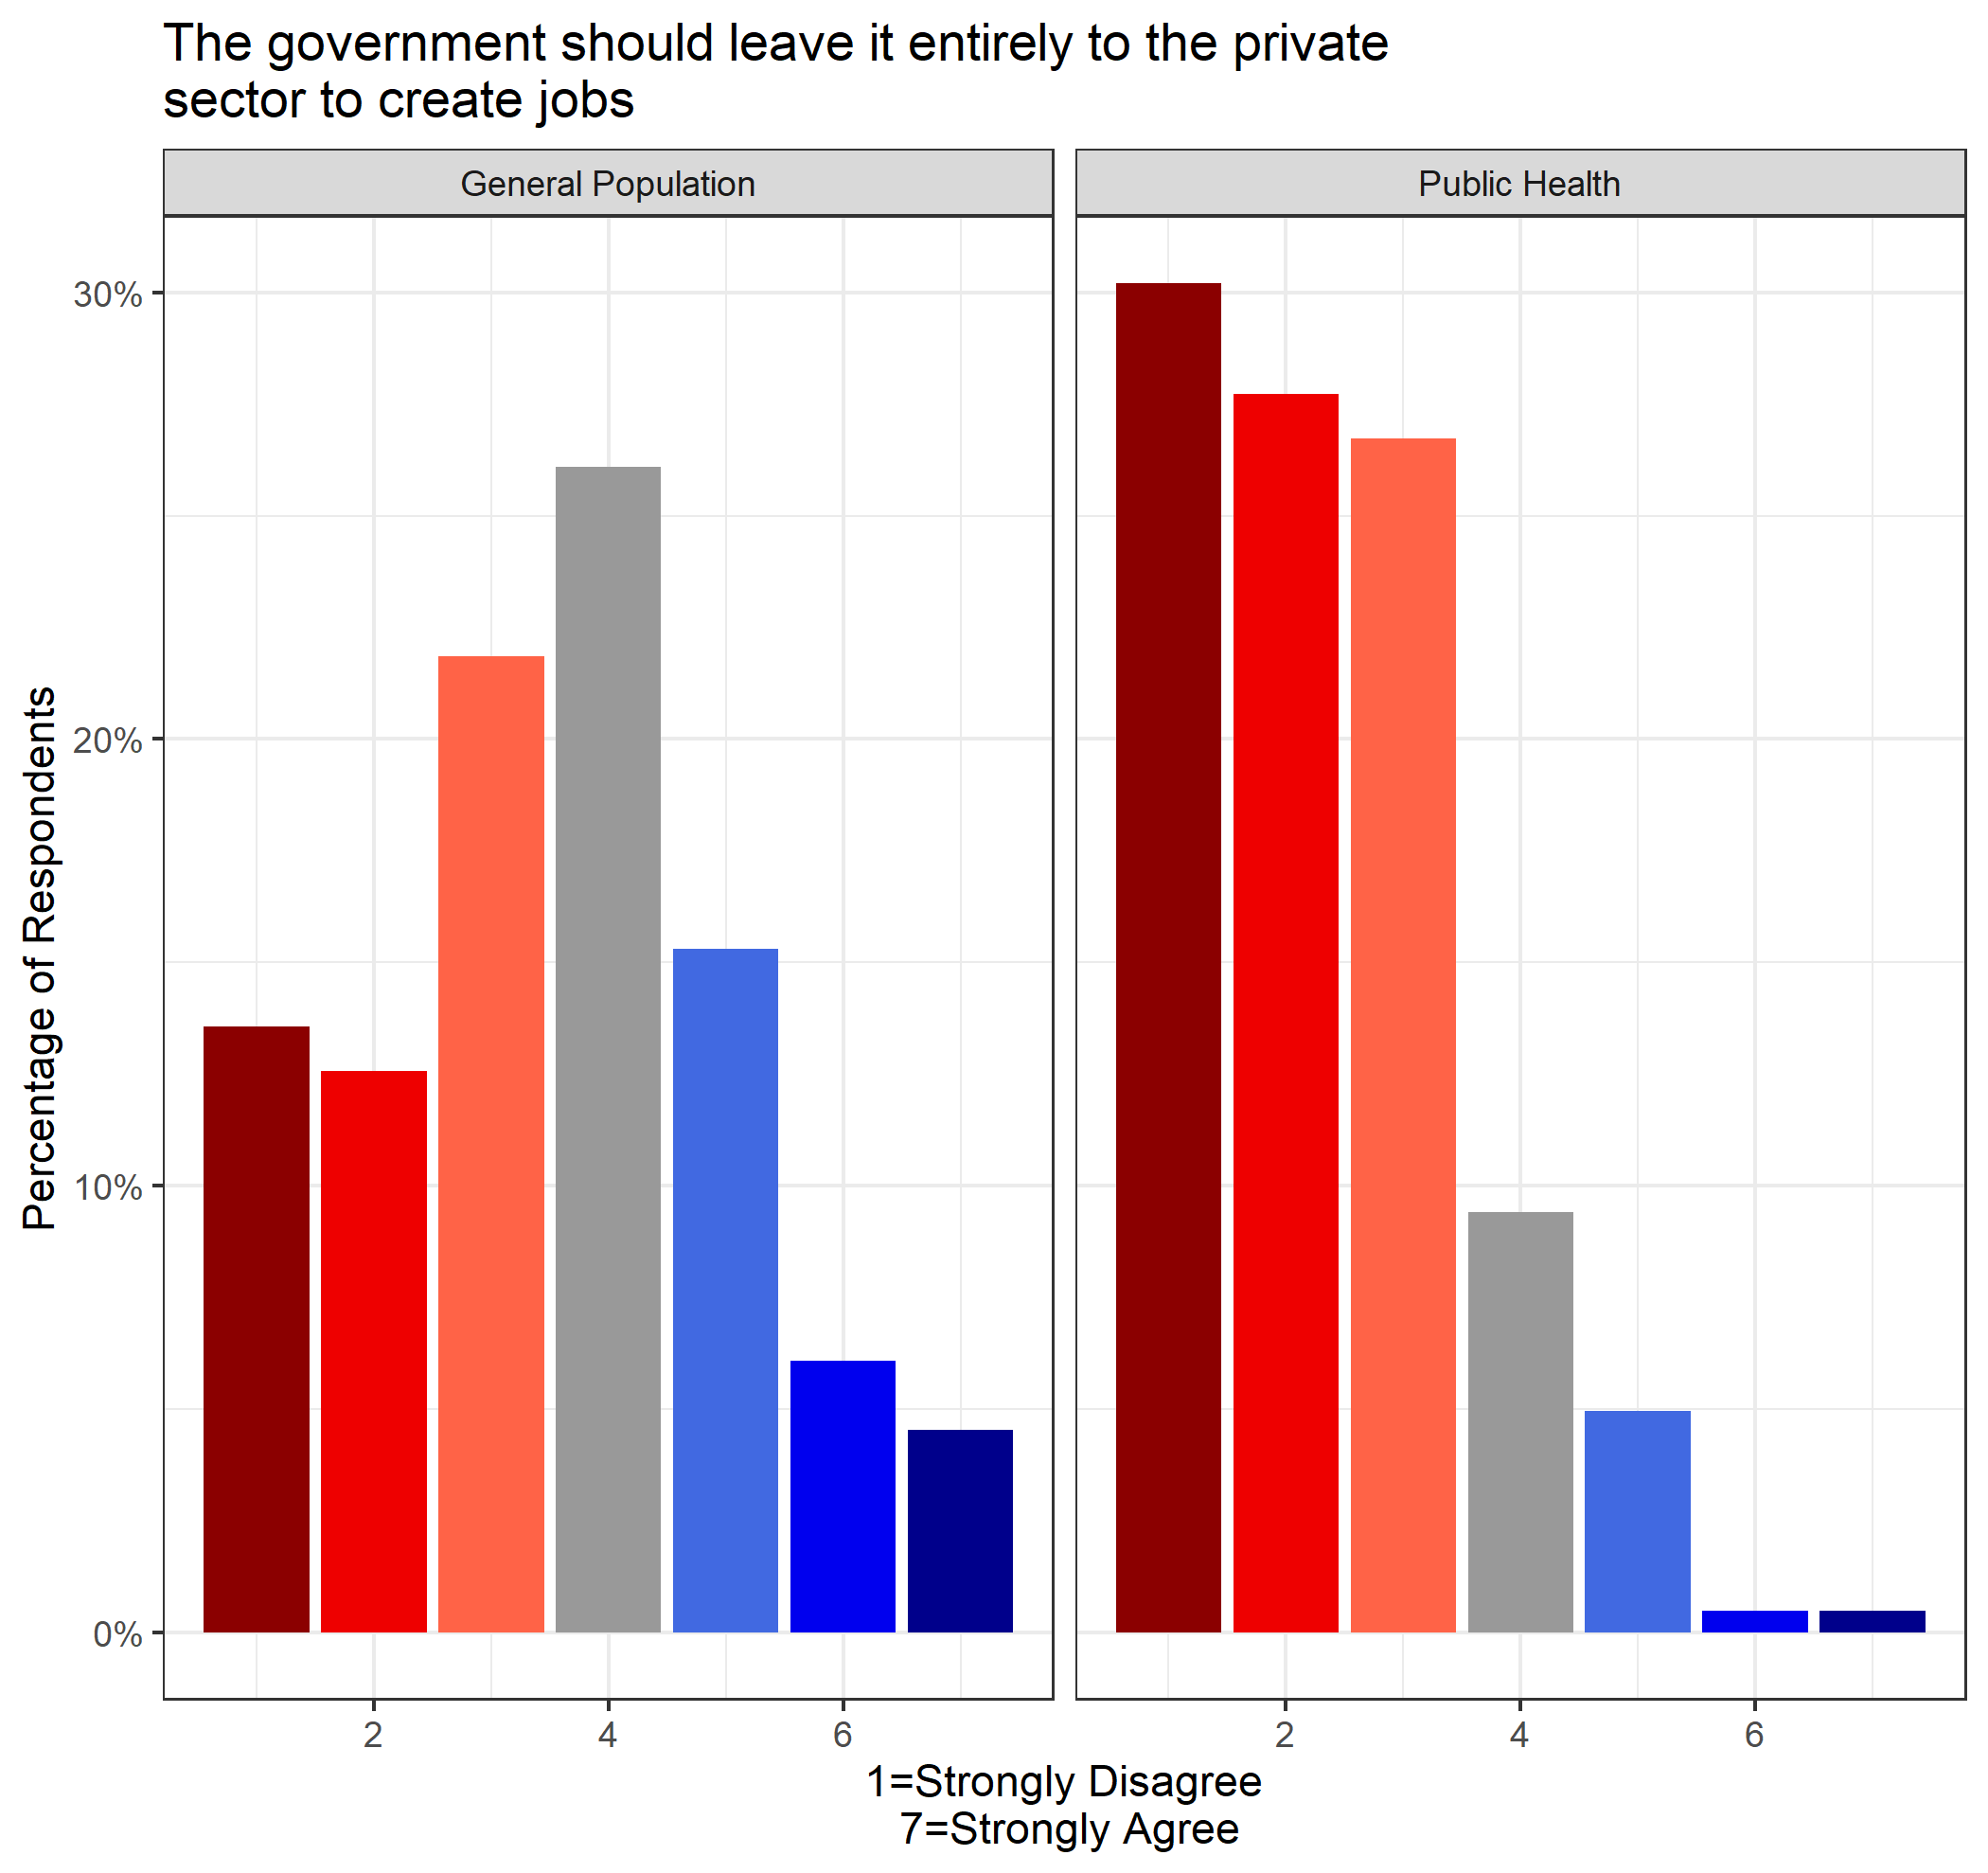 The government should leave it entirely to the private
sector to create jobs
General Population
Public Health
Percentage of Respondents
30%
20%
10%
0%
2 4 6
2 4 6
1=Strongly Disagree
7=Strongly Agree